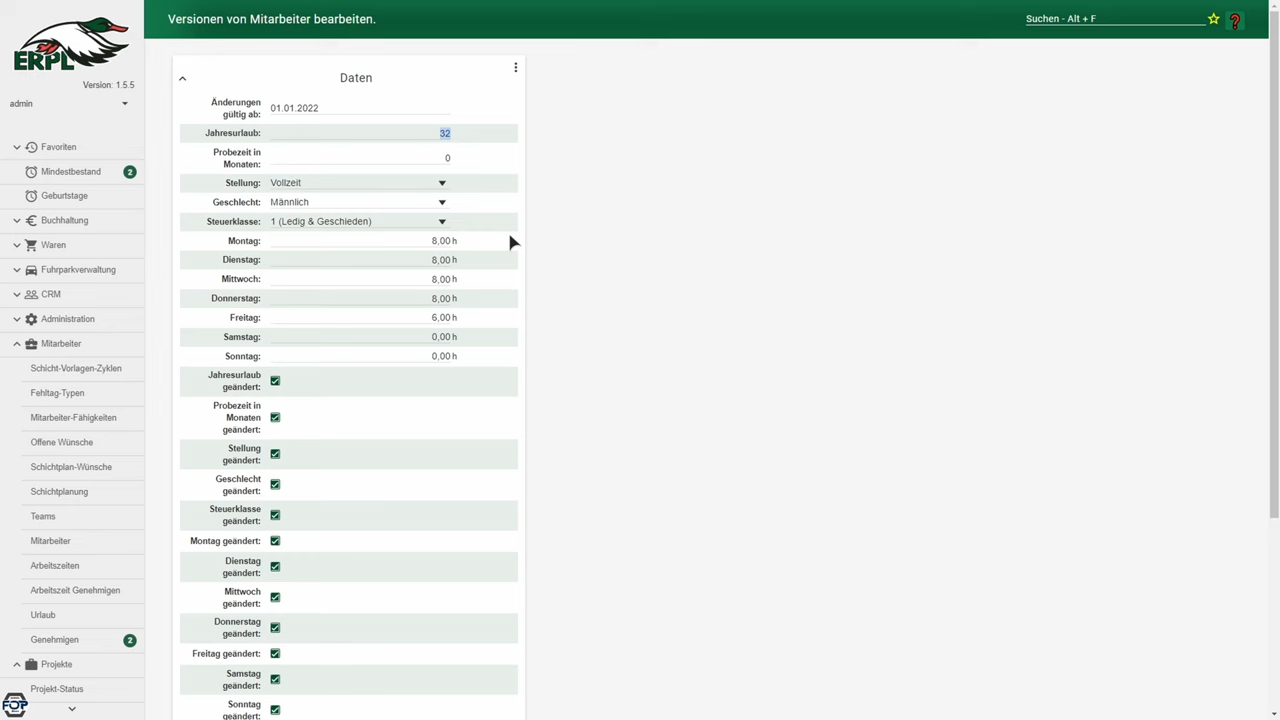 Versionen von Mitarbeiter bearbeiten.
Suchen - Alt + F
ERPL
Version: 1.5.5
admin
Favoriten
Mindestbestand 2
Geburtstage
Buchhaltung
Waren
Fuhrparkverwaltung
CRM
Administration
Mitarbeiter
Schicht-Vorlagen-Zyklen
Fehltag-Typen
Mitarbeiter-Fähigkeiten
Offene Wünsche
Schichtplan-Wünsche
Schichtplanung
Teams
Mitarbeiter
Arbeitszeiten
Arbeitszeit Genehmigen
Urlaub
Genehmigen 2
Projekte
Projekt-Status
FOP
Daten
Änderungen
gültig ab: 01.01.2022
Jahresurlaub: 32
Probezeit in
Monaten: 0
Stellung: Vollzeit
Geschlecht: Männlich
Steuerklasse: 1 (Ledig & Geschieden)
Montag: 8,00 h
Dienstag: 8,00 h
Mittwoch: 8,00 h
Donnerstag: 8,00 h
Freitag: 6,00 h
Samstag: 0,00 h
Sonntag: 0,00 h
Jahresurlaub
geändert:
Probezeit in
Monaten
geändert:
Stellung
geändert:
Geschlecht
geändert:
Steuerklasse
geändert:
Montag geändert:
Dienstag
geändert:
Mittwoch
geändert:
Donnerstag
geändert:
Freitag geändert:
Samstag
geändert:
Sonntag
geändert: